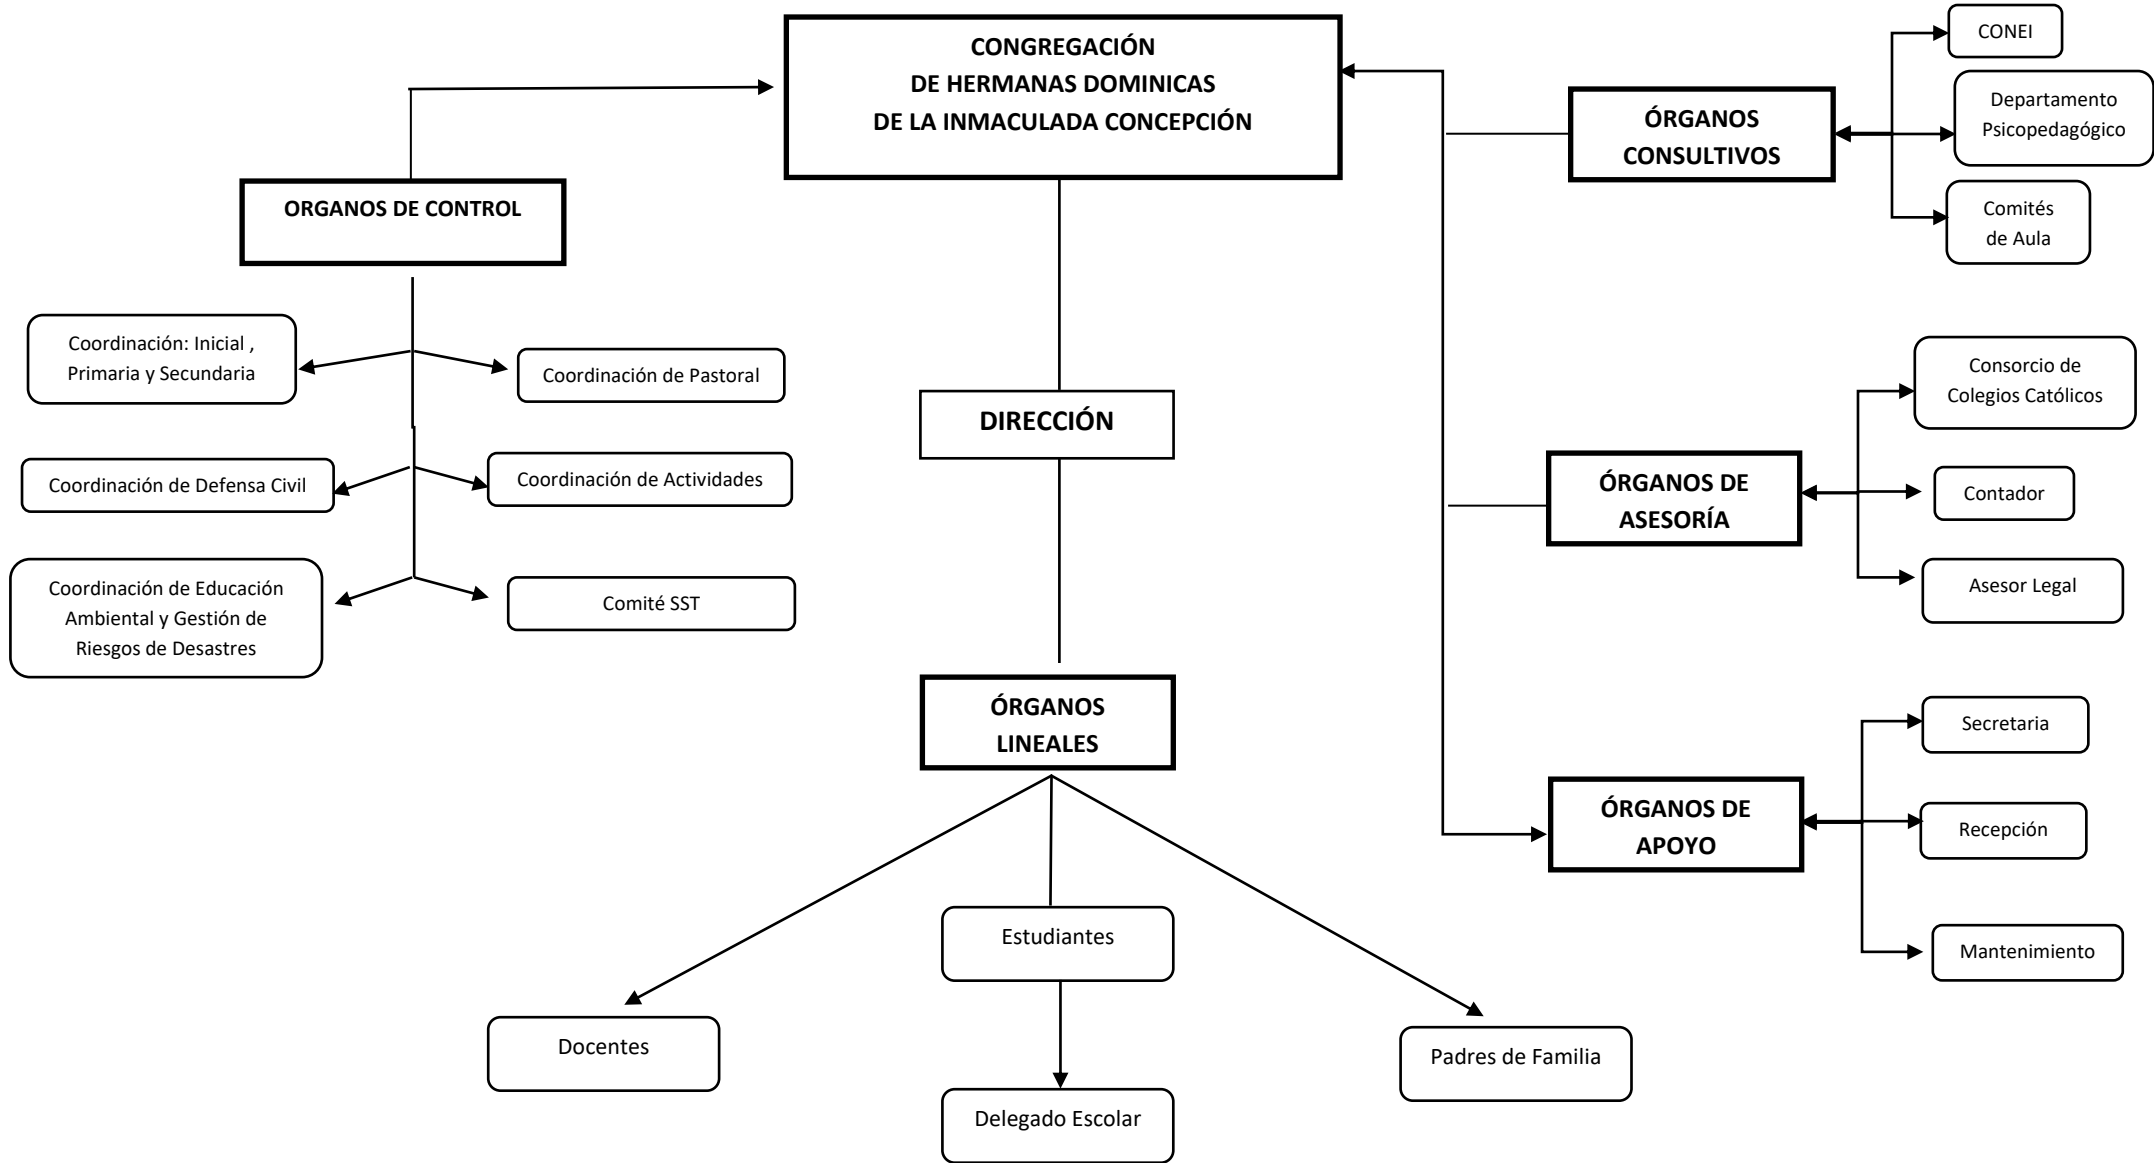 CONGREGACIÓN
DE HERMANAS DOMINICAS
DE LA INMACULADA CONCEPCIÓN
ORGANOS DE CONTROL
Coordinación: Inicial ,
Primaria y Secundaria
Coordinación de Pastoral
Coordinación de Defensa Civil
Coordinación de Actividades
Coordinación de Educación
Ambiental y Gestión de
Riesgos de Desastres
Comité SST
DIRECCIÓN
ÓRGANOS
LINEALES
Docentes
Estudiantes
Delegado Escolar
Padres de Familia
ÓRGANOS
CONSULTIVOS
CONEI
Departamento
Psicopedagógico
Comités
de Aula
ÓRGANOS DE
ASESORÍA
Consorcio de
Colegios Católicos
Contador
Asesor Legal
ÓRGANOS DE
APOYO
Secretaria
Recepción
Mantenimiento